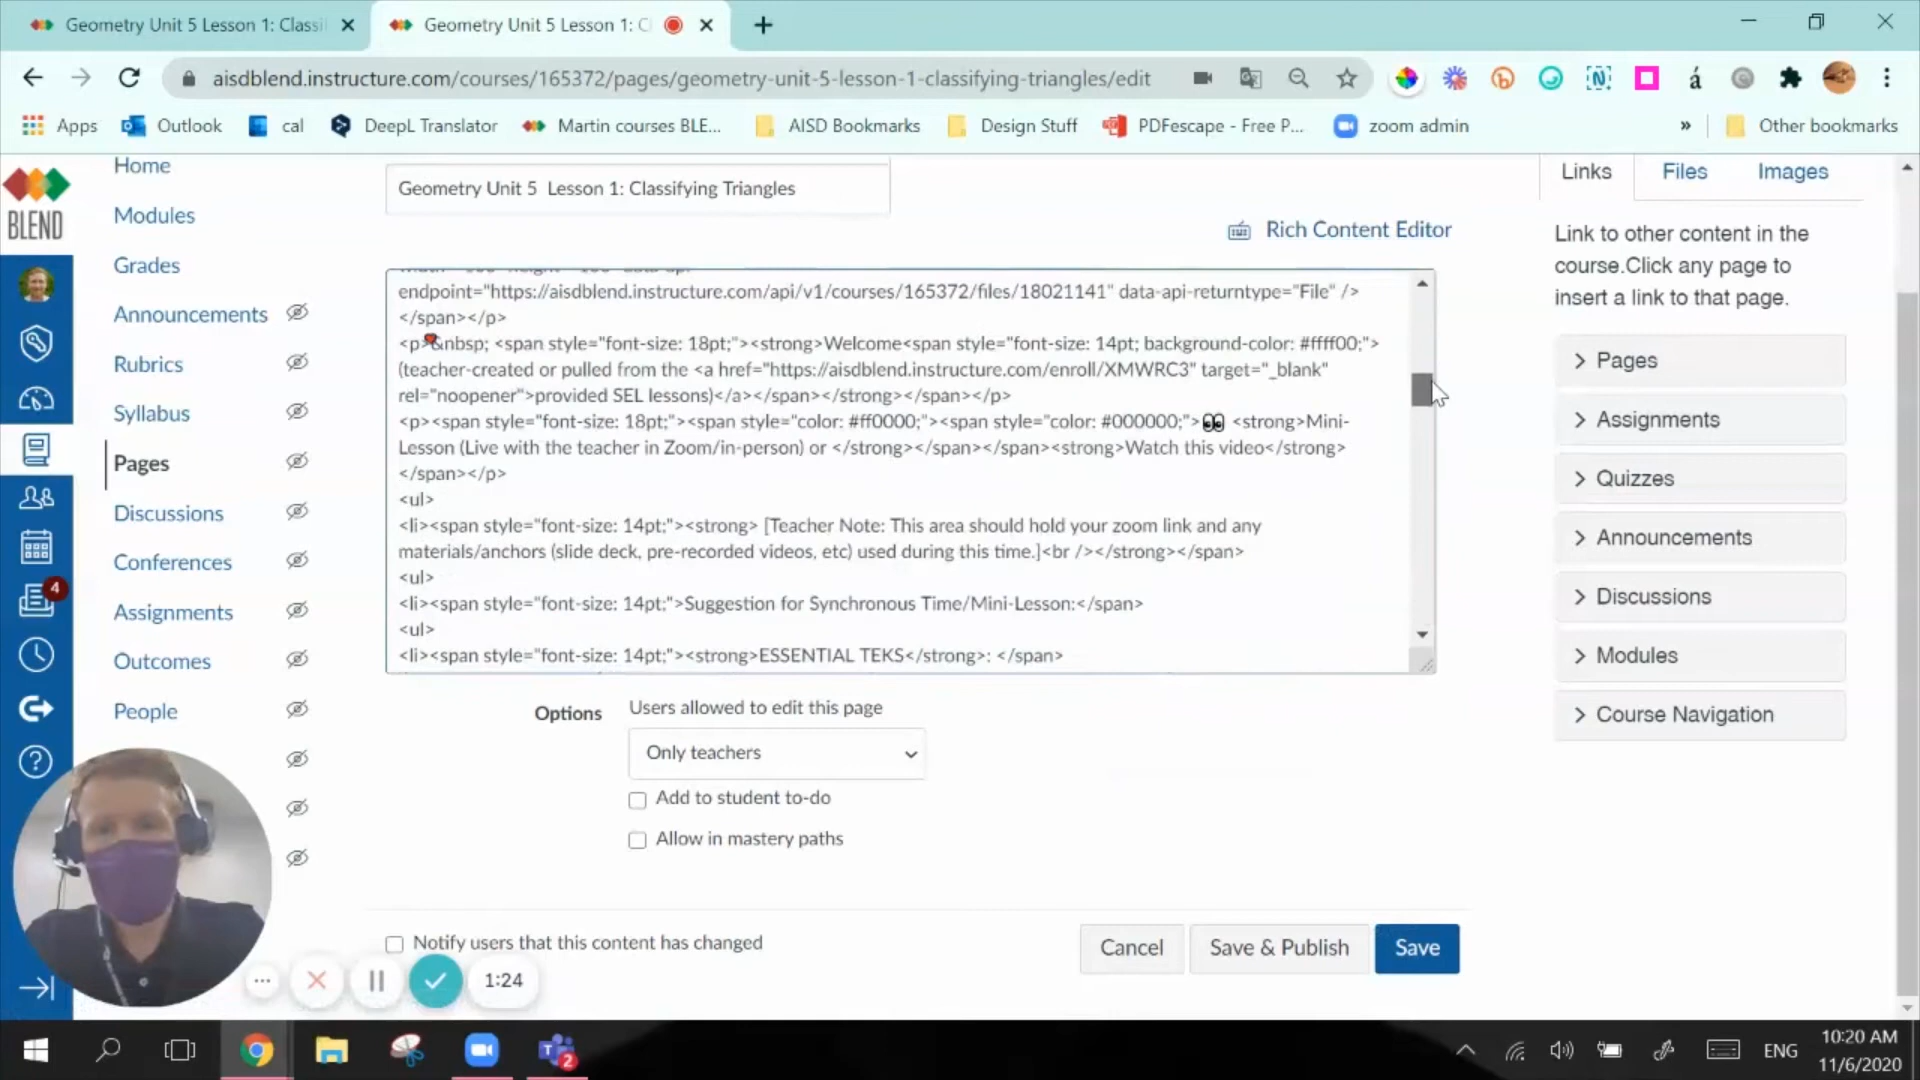 Geometry Unit 5 Lesson 1: Classi
Geometry Unit 5 Lesson 1: C
aisdblend.instructure.com/courses/165372/pages/geometry-unit-5-lesson-1-classifying-triangles/edit
Apps
Outlook
cal
DeepL Translator
Martin courses BLE...
AISD Bookmarks
Design Stuff
PDFescape - Free P...
zoom admin
»
Other bookmarks
BLEND
4
Home
Modules
Grades
Announcements
Rubrics
Syllabus
Pages
Discussions
Conferences
Assignments
Outcomes
People
Geometry Unit 5  Lesson 1: Classifying Triangles
Rich Content Editor
endpoint="https://aisdblend.instructure.com/api/v1/courses/165372/files/18021141" data-api-returntype="File" />
</span></p>
<p>❣&nbsp; <span style="font-size: 18pt;"><strong>Welcome<span style="font-size: 14pt; background-color: #ffff00;">
(teacher-created or pulled from the <a href="https://aisdblend.instructure.com/enroll/XMWRC3" target="_blank"
rel="noopener">provided SEL lessons)</a></span></strong></span></p>
<p><span style="font-size: 18pt;"><span style="color: #ff0000;"><span style="color: #000000;">👀 <strong>Mini-
Lesson (Live with the teacher in Zoom/in-person) or </strong></span></span><strong>Watch this video</strong>
</span></p>
<ul>
<li><span style="font-size: 14pt;"><strong> [Teacher Note: This area should hold your zoom link and any
materials/anchors (slide deck, pre-recorded videos, etc) used during this time.]<br /></strong></span>
<ul>
<li><span style="font-size: 14pt;">Suggestion for Synchronous Time/Mini-Lesson:</span>
<ul>
<li><span style="font-size: 14pt;"><strong>ESSENTIAL TEKS</strong>: </span>
Options
Users allowed to edit this page
Only teachers
Add to student to-do
Allow in mastery paths
Notify users that this content has changed
Cancel
Save & Publish
Save
Links
Files
Images
Link to other content in the
course.Click any page to
insert a link to that page.
Pages
Assignments
Quizzes
Announcements
Discussions
Modules
Course Navigation
1:24
2
ENG
10:20 AM
11/6/2020